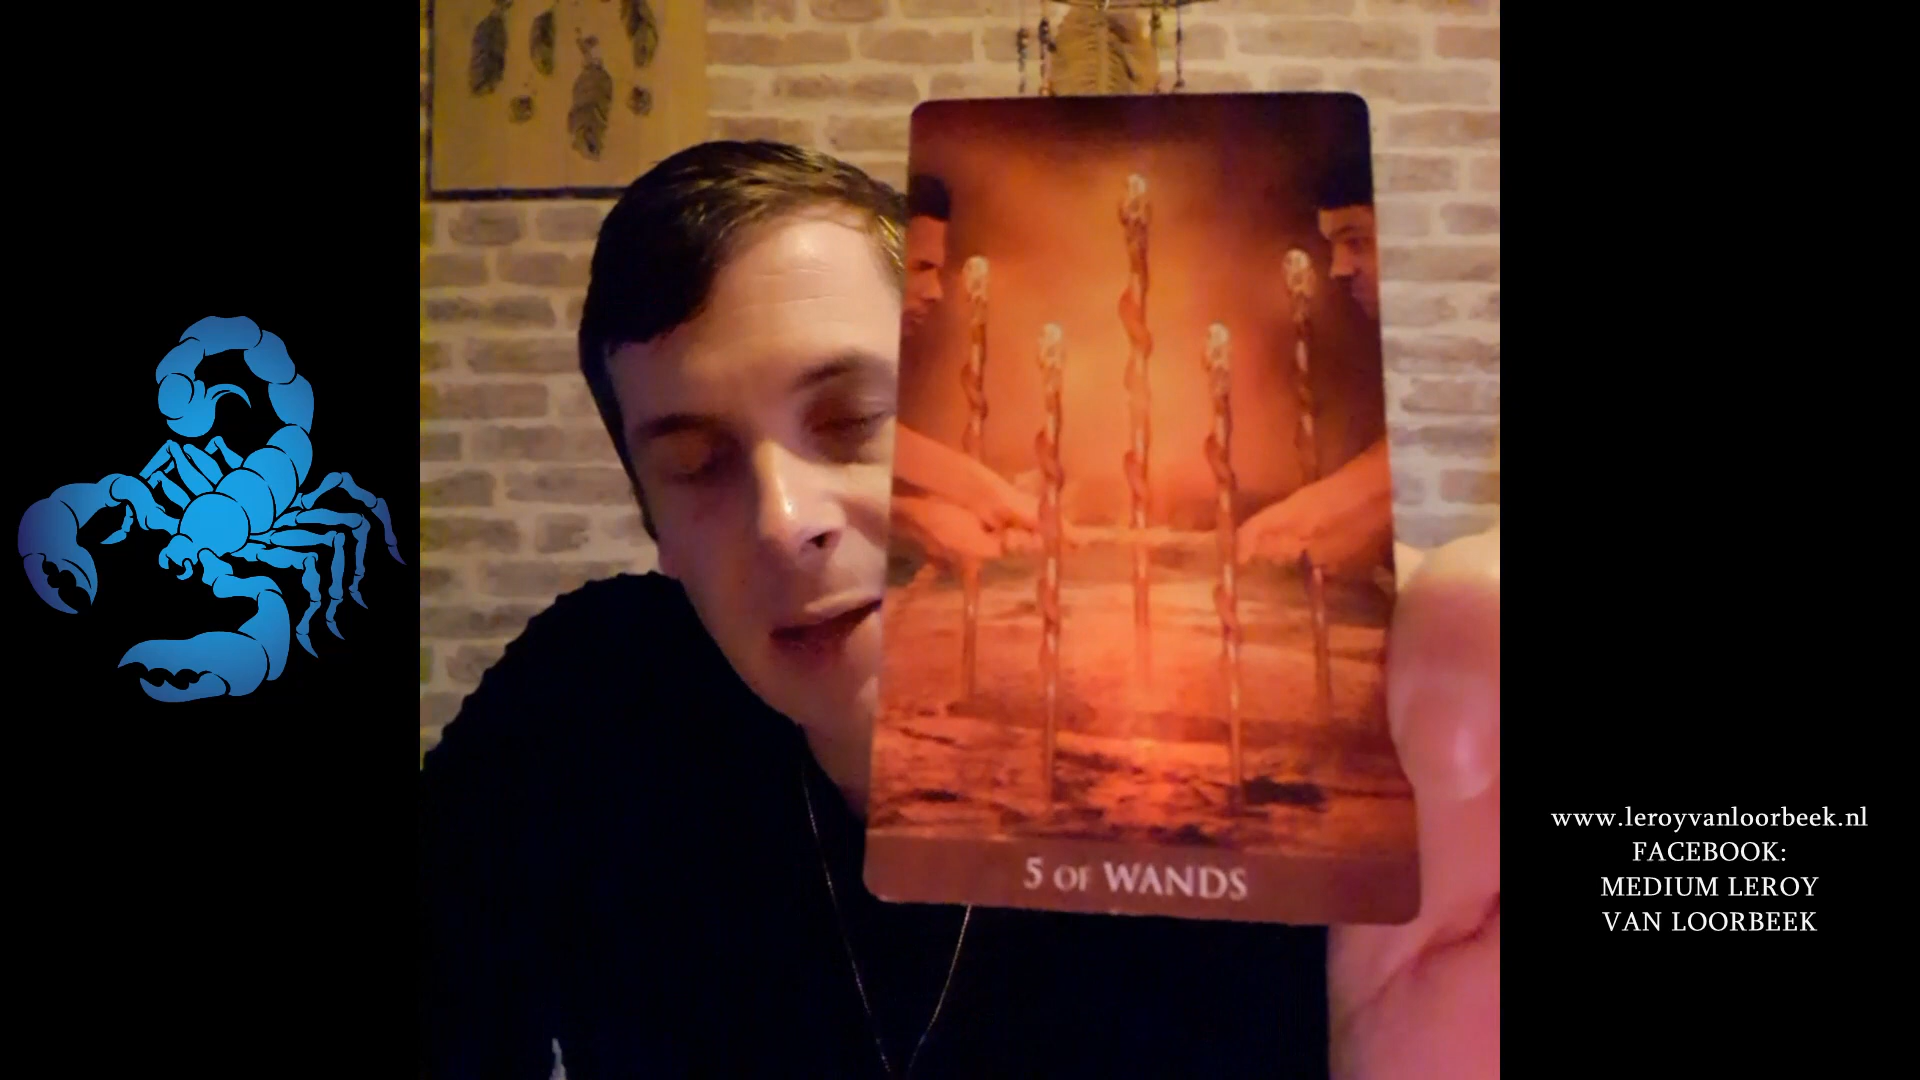 5 OF WANDS
www.leroyvanloorbeek.nl
FACEBOOK:
MEDIUM LEROY
VAN LOORBEEK